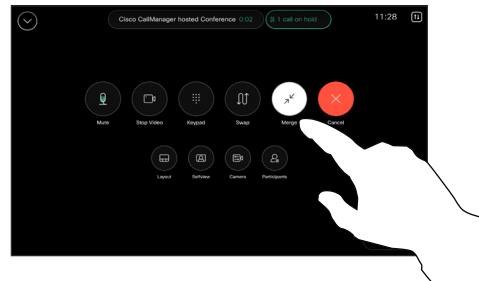 Cisco CallManager hosted Conference 0:02
1 call on hold
11:28
Mute
Stop Video
Keypad
Swap
Merge
Cancel
Layout
Selfview
Camera
Participants